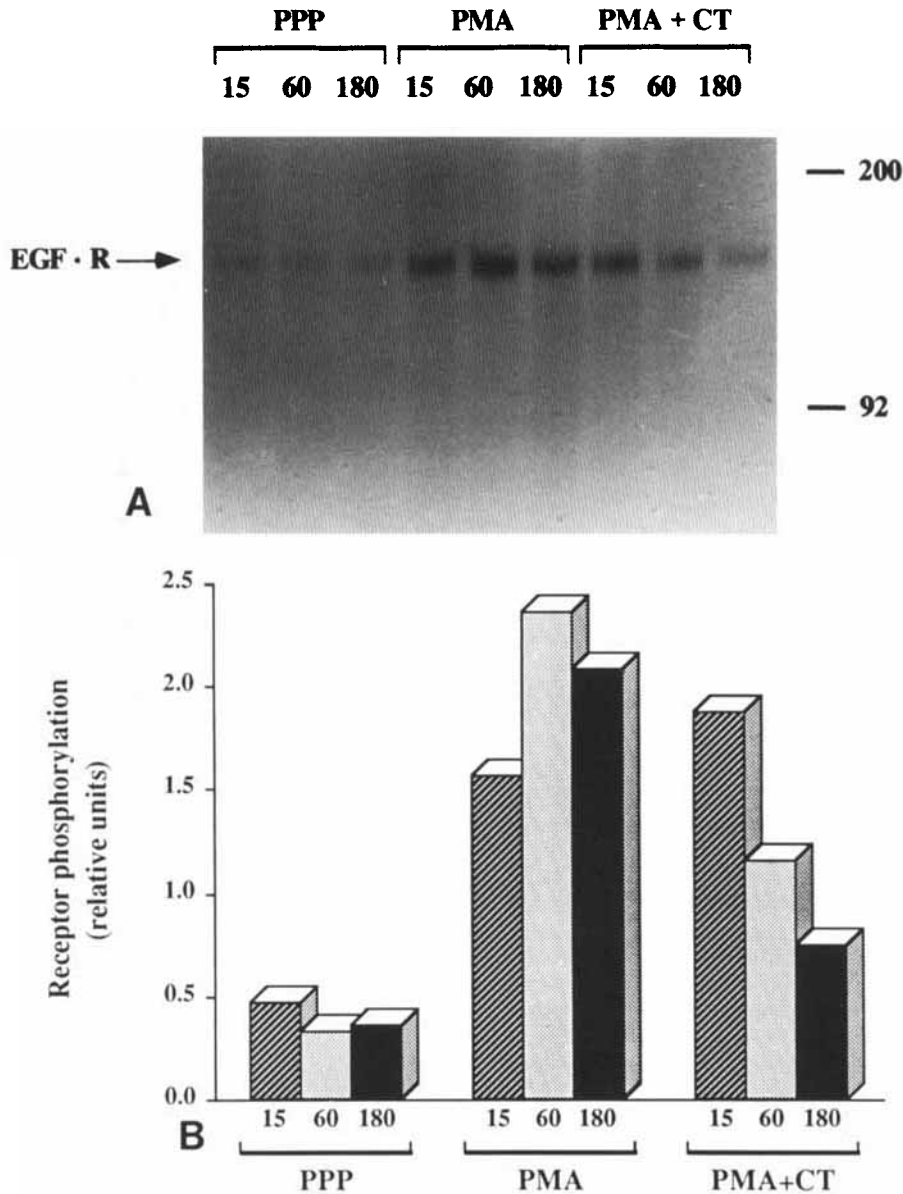 PPP PMA PMA + CT
15 60 180 15 60 180 15 60 180
200
EGF · R
92
A
2.5
2.0
1.5
1.0
0.5
0.0
Receptor phosphorylation
(relative units)
15 60 180 15 60 180 15 60 180
B
PPP PMA PMA+CT